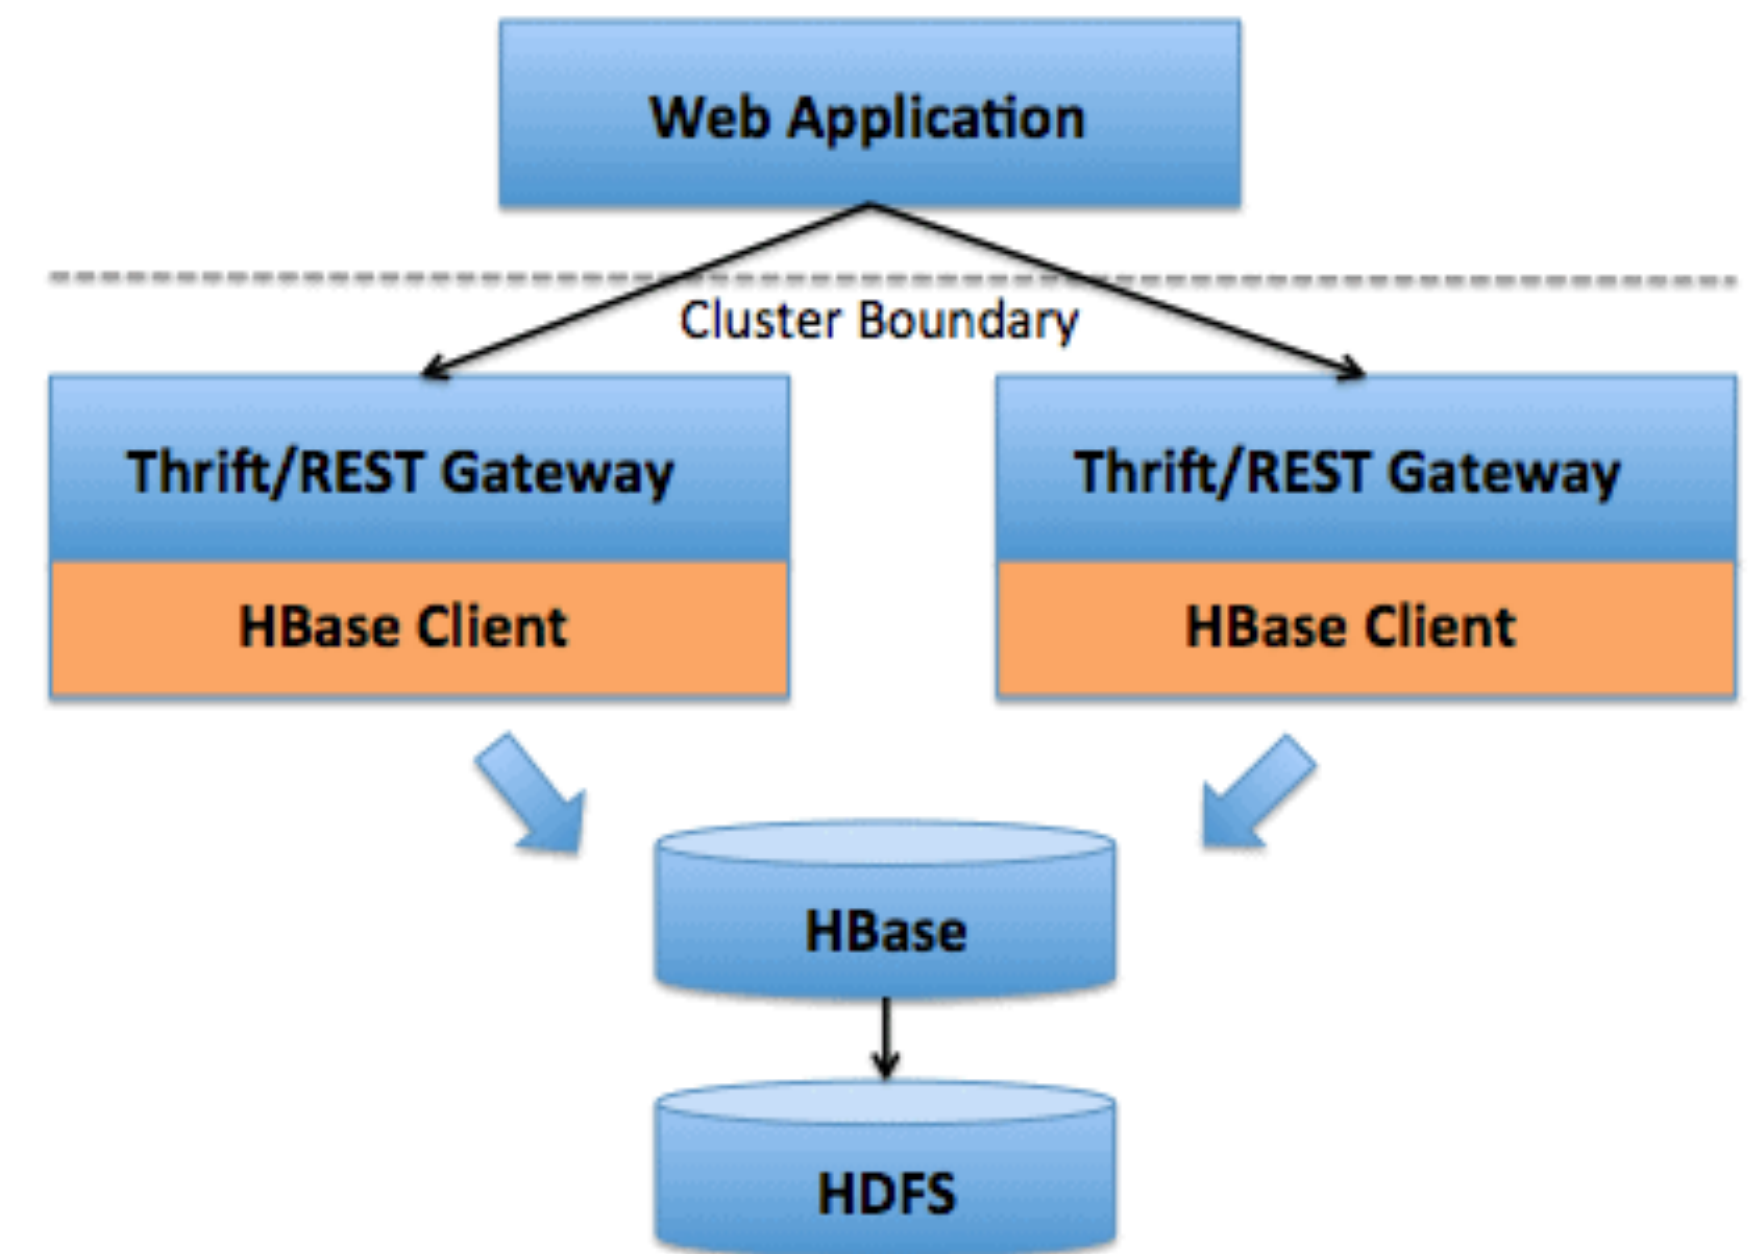 Web Application
Cluster Boundary
Thrift/REST Gateway
Thrift/REST Gateway
HBase Client
HBase Client
HBase
HDFS